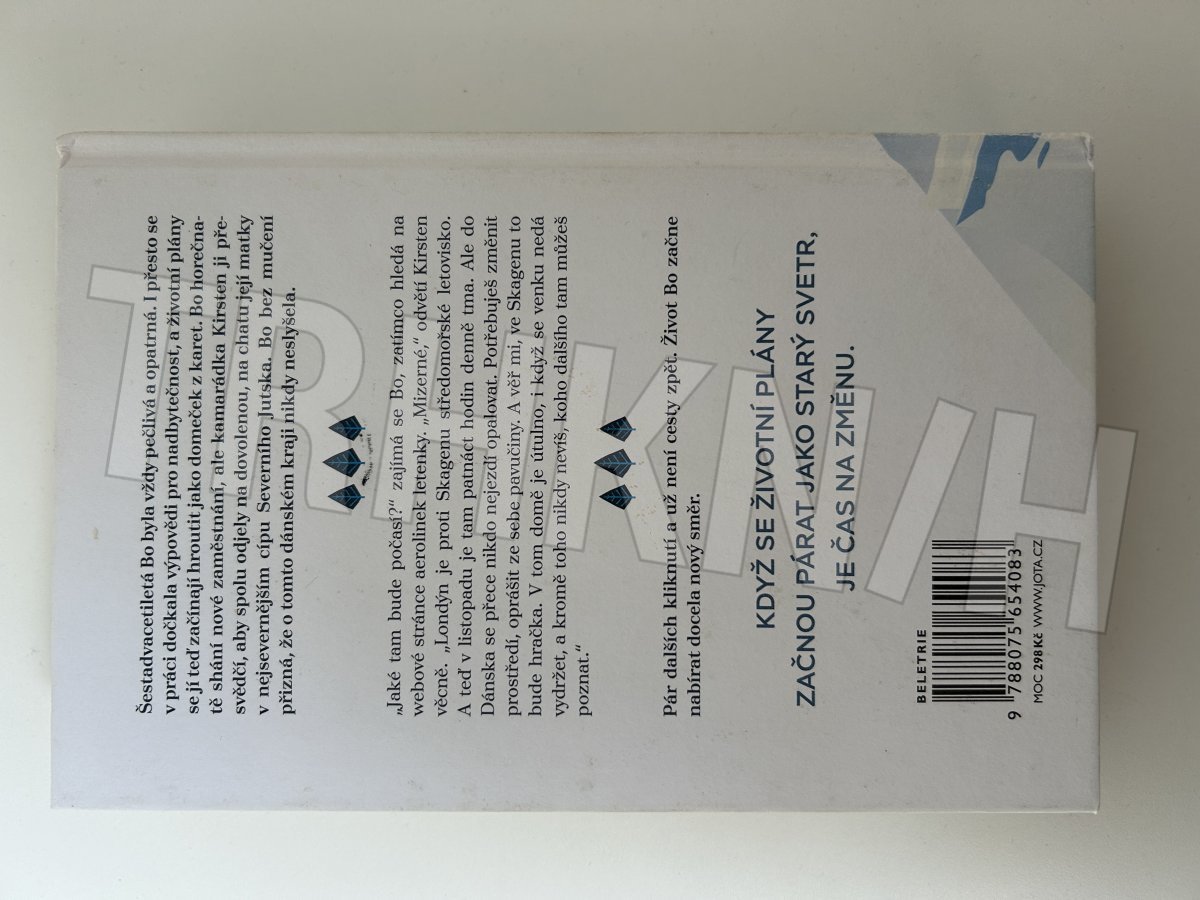 Šestadvacetiletá Bo byla vždy pečlivá a opatrná. I přesto se
v práci dočkala výpovědi pro nadbytečnost, a životní plány
se jí teď začínají hroutit jako domeček z karet. Bo horečna-
tě shání nové zaměstnání, ale kamarádka Kirsten ji pře-
svědčí, aby spolu odjely na dovolenou, na chatu její matky
v nejsevernějším cípu Severního Jutska. Bo bez mučení
přizná, že o tomto dánském kraji nikdy neslyšela.
„Jaké tam bude počasí?“ zajímá se Bo, zatímco hledá na
webové stránce aerolinek letenky. „Mizerné,“ odvětí Kirsten
věcně. „Londýn je proti Skagenu středomořské letovisko.
A teď v listopadu je tam patnáct hodin denně tma. Ale do
Dánska se přece nikdo nejezdí opalovat. Potřebuješ změnit
prostředí, oprášit ze sebe pavučiny. A věř mi, ve Skagenu to
bude hračka. V tom domě je útulno, i když se venku nedá
vydržet, a kromě toho nikdy nevíš, koho dalšího tam můžeš
poznat.“
Pár dalších kliknutí a už není cesty zpět. Život Bo začne
nabírat docela nový směr.
KDYŽ SE ŽIVOTNÍ PLÁNY
ZAČNOU PÁRAT JAKO STARÝ SVETR,
JE ČAS NA ZMĚNU.
BELETRIE
9 788075 654083
MOC 298 Kč WWW.JOTA.CZ
TREKNIH